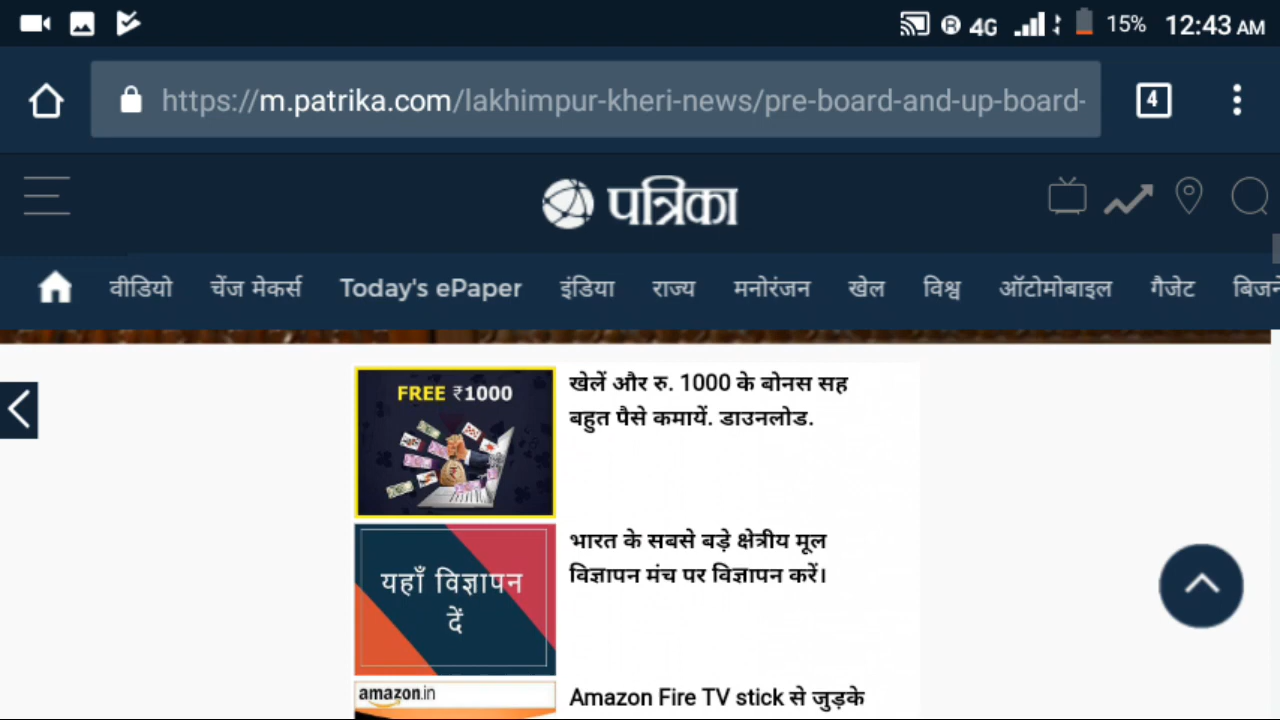 R 4G 15% 12:43 AM
https://m.patrika.com/lakhimpur-kheri-news/pre-board-and-up-board-
4
पत्रिका
वीडियो चेंज मेकर्स Today's ePaper इंडिया राज्य मनोरंजन खेल विश्व ऑटोमोबाइल गैजेट
FREE ₹1000
खेलें और रु. 1000 के बोनस सह
बहुत पैसे कमायें. डाउनलोड.
यहाँ विज्ञापन
दें
भारत के सबसे बड़े क्षेत्रीय मूल
विज्ञापन मंच पर विज्ञापन करें।
amazon.in
Amazon Fire TV stick से जुड़के